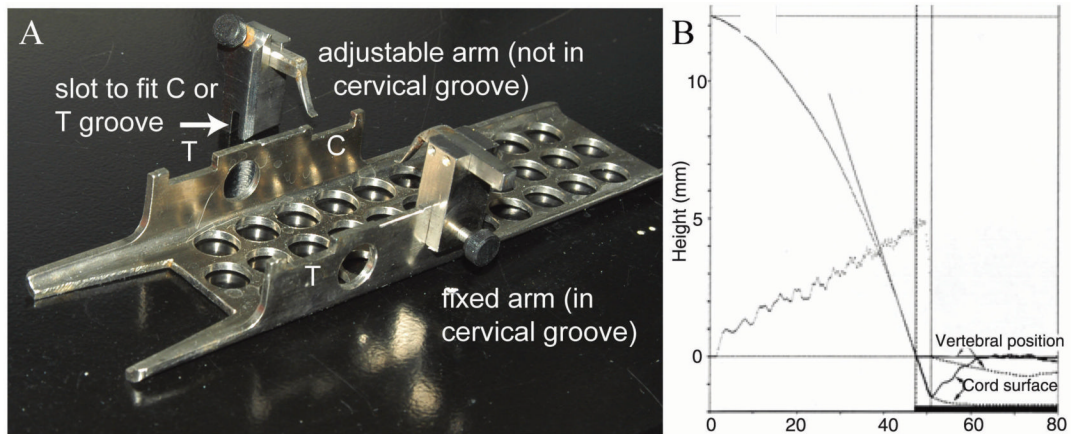 A
adjustable arm (not in
cervical groove)
slot to fit C or
T groove
T
C
T
fixed arm (in
cervical groove)
B
Height (mm)
10
5
0
Vertebral position
Cord surface
0
20
40
60
80